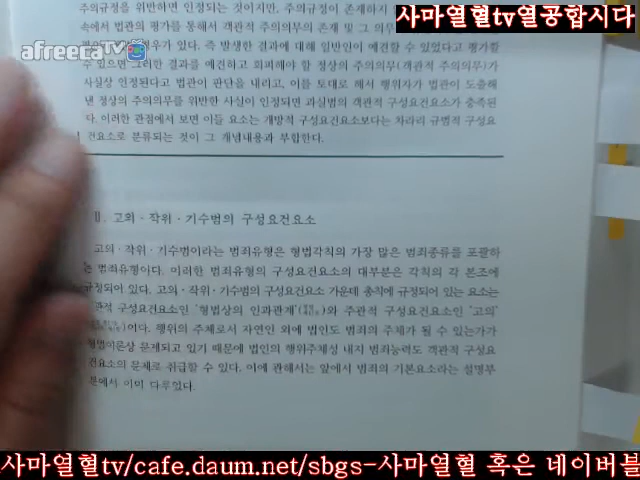 사마열혈tv열공합시다
afreecaTV
주의규정을 위반하면 인정되는 것이지만, 주의규정이 존재하지
속에서 법관의 평가를 통해서 객관적 주의의무의 존재 및 그 의무
경우가 있다. 즉 발생한 결과에 대해 일반인이 예견할 수 있었다고 평가할
수 있으면 그러한 결과를 예견하고 회피해야 할 정상의 주의의무(객관적 주의의무)가
사실상 인정된다고 법관이 판단을 내리고, 이를 토대로 해서 행위자가 법관이 도출해
낸 정상의 주의의무를 위반한 사실이 인정되면 과실범의 객관적 구성요건요소가 충족된
다. 이러한 관점에서 보면 이들 요소는 개방적 구성요건요소보다는 차라리 규범적 구성요
건요소로 분류되는 것이 그 개념내용과 부합한다.
Ⅱ. 고의·작위·기수범의 구성요건요소
고의·작위·기수범이라는 범죄유형은 형법각칙의 가장 많은 범죄종류를 포괄하
는 범죄유형이다. 이러한 범죄유형의 구성요건요소의 대부분은 각칙의 각 본조에
규정되어 있다. 고의·작위·기수범의 구성요건요소 가운데 총칙에 규정되어 있는 요소는
객관적 구성요건요소인 '형법상의 인과관계'와 주관적 구성요건요소인 '고의'
이다. 행위의 주체로서 자연인 외에 법인도 범죄의 주체가 될 수 있는가가
형법이론상 문제되고 있기 때문에 법인의 행위주체성 내지 범죄능력도 객관적 구성요
건요소의 문제로 취급할 수 있다. 이에 관해서는 앞에서 범죄의 기본요소라는 설명부
분에서 이미 다루었다.
사마열혈tv/cafe.daum.net/sbgs-사마열혈 혹은 네이버블